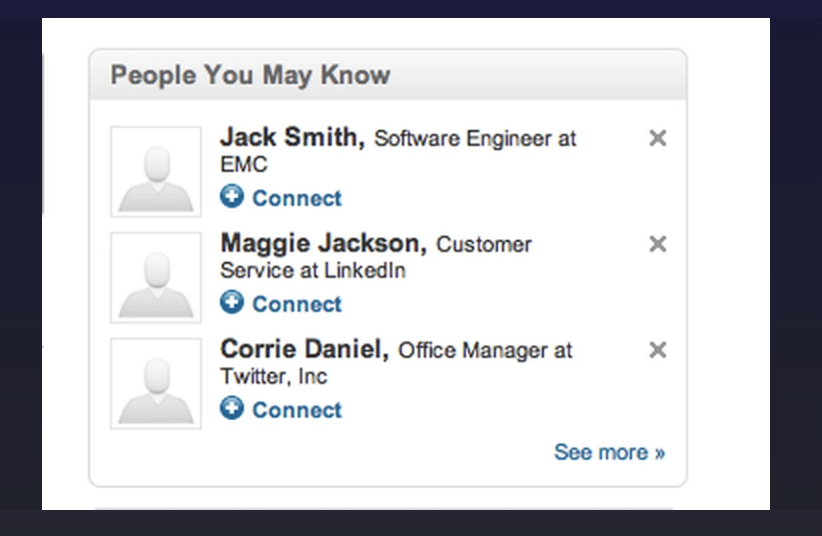 People You May Know
Jack Smith, Software Engineer at
EMC
Connect
Maggie Jackson, Customer
Service at LinkedIn
Connect
Corrie Daniel, Office Manager at
Twitter, Inc
Connect
See more »